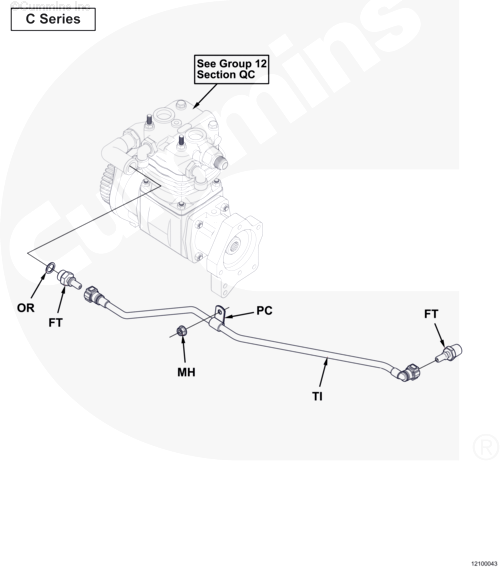 ©Cummins Inc
C Series
Cummins
See Group 12
Section QC
OR
FT
PC
FT
MH
TI
®
12100043